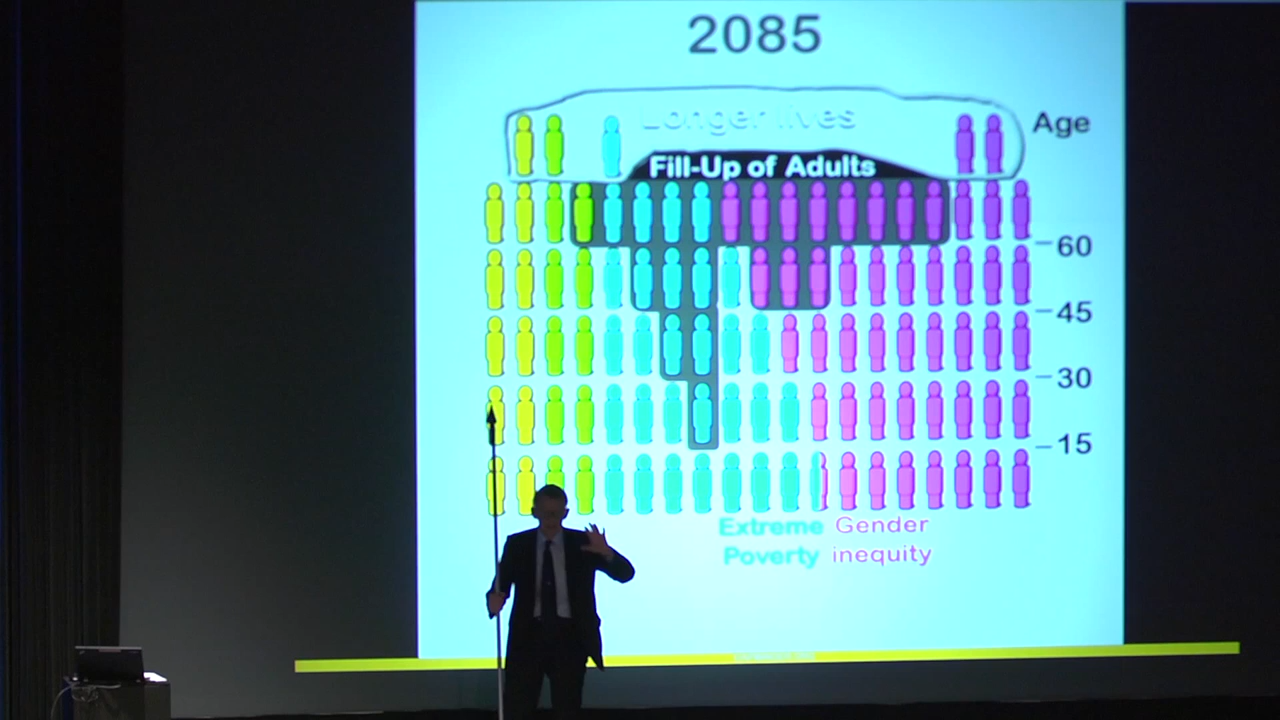 2085
Longer lives
Age
Fill-Up of Adults
60
45
30
15
Extreme Gender
Poverty inequity